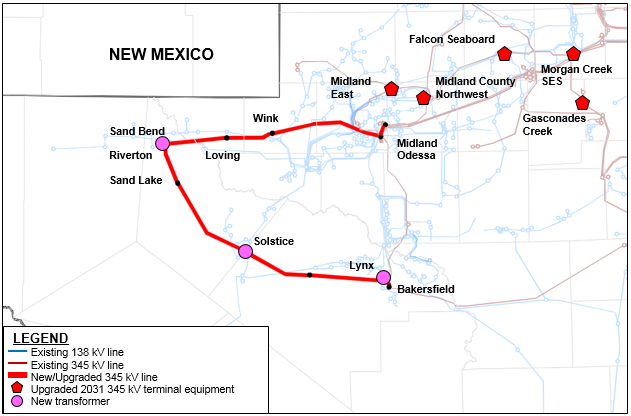 NEW MEXICO
Falcon Seaboard
Morgan Creek
SES
Midland
East
Midland County
Northwest
Gasconades
Creek
Wink
Sand Bend
Riverton
Loving
Midland
Odessa
Sand Lake
Solstice
Lynx
Bakersfield
LEGEND
Existing 138 kV line
Existing 345 kV line
New/Upgraded 345 kV line
Upgraded 2031 345 kV terminal equipment
New transformer